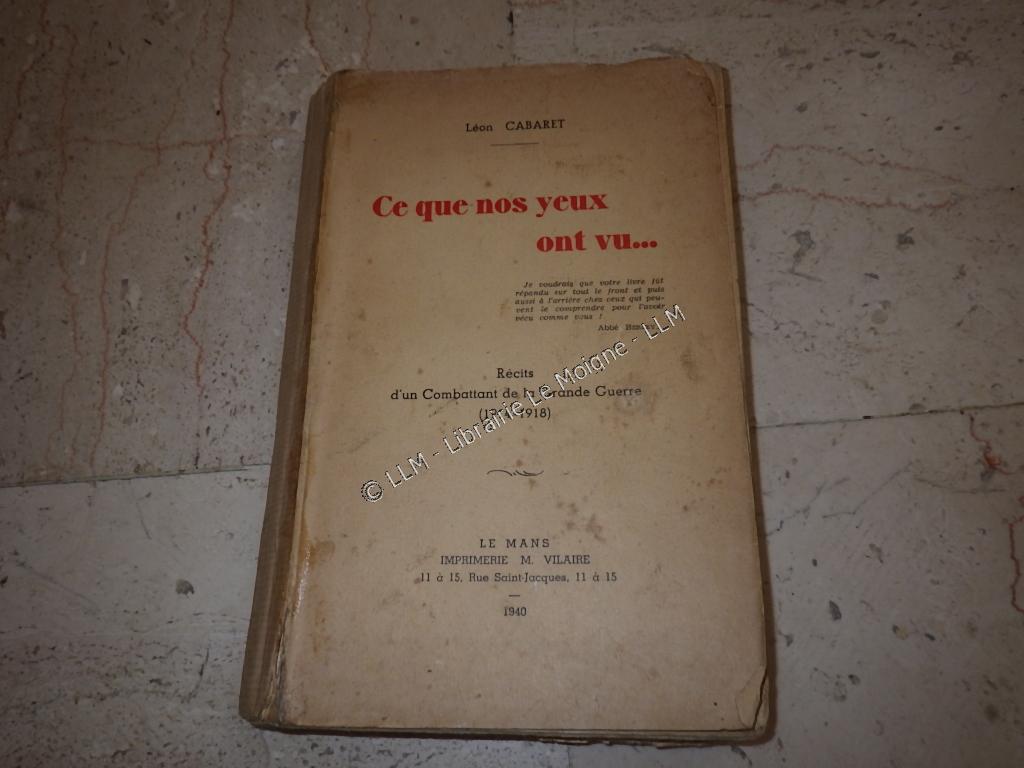 Léon CABARET
Ce que nos yeux
ont vu...
Je voudrais que votre livre fût
répandu sur tout le front et puis
aussi à l'arrière chez ceux qui peu-
vent le comprendre pour l'avoir
vécu comme vous !
Abbé
Récits
d'un Combattant de la Grande Guerre
1918)
© LLM - Librairie Le Moigne - LLM
LE MANS
IMPRIMERIE M. VILAIRE
11 à 15, Rue Saint-Jacques, 11 à 15
1940